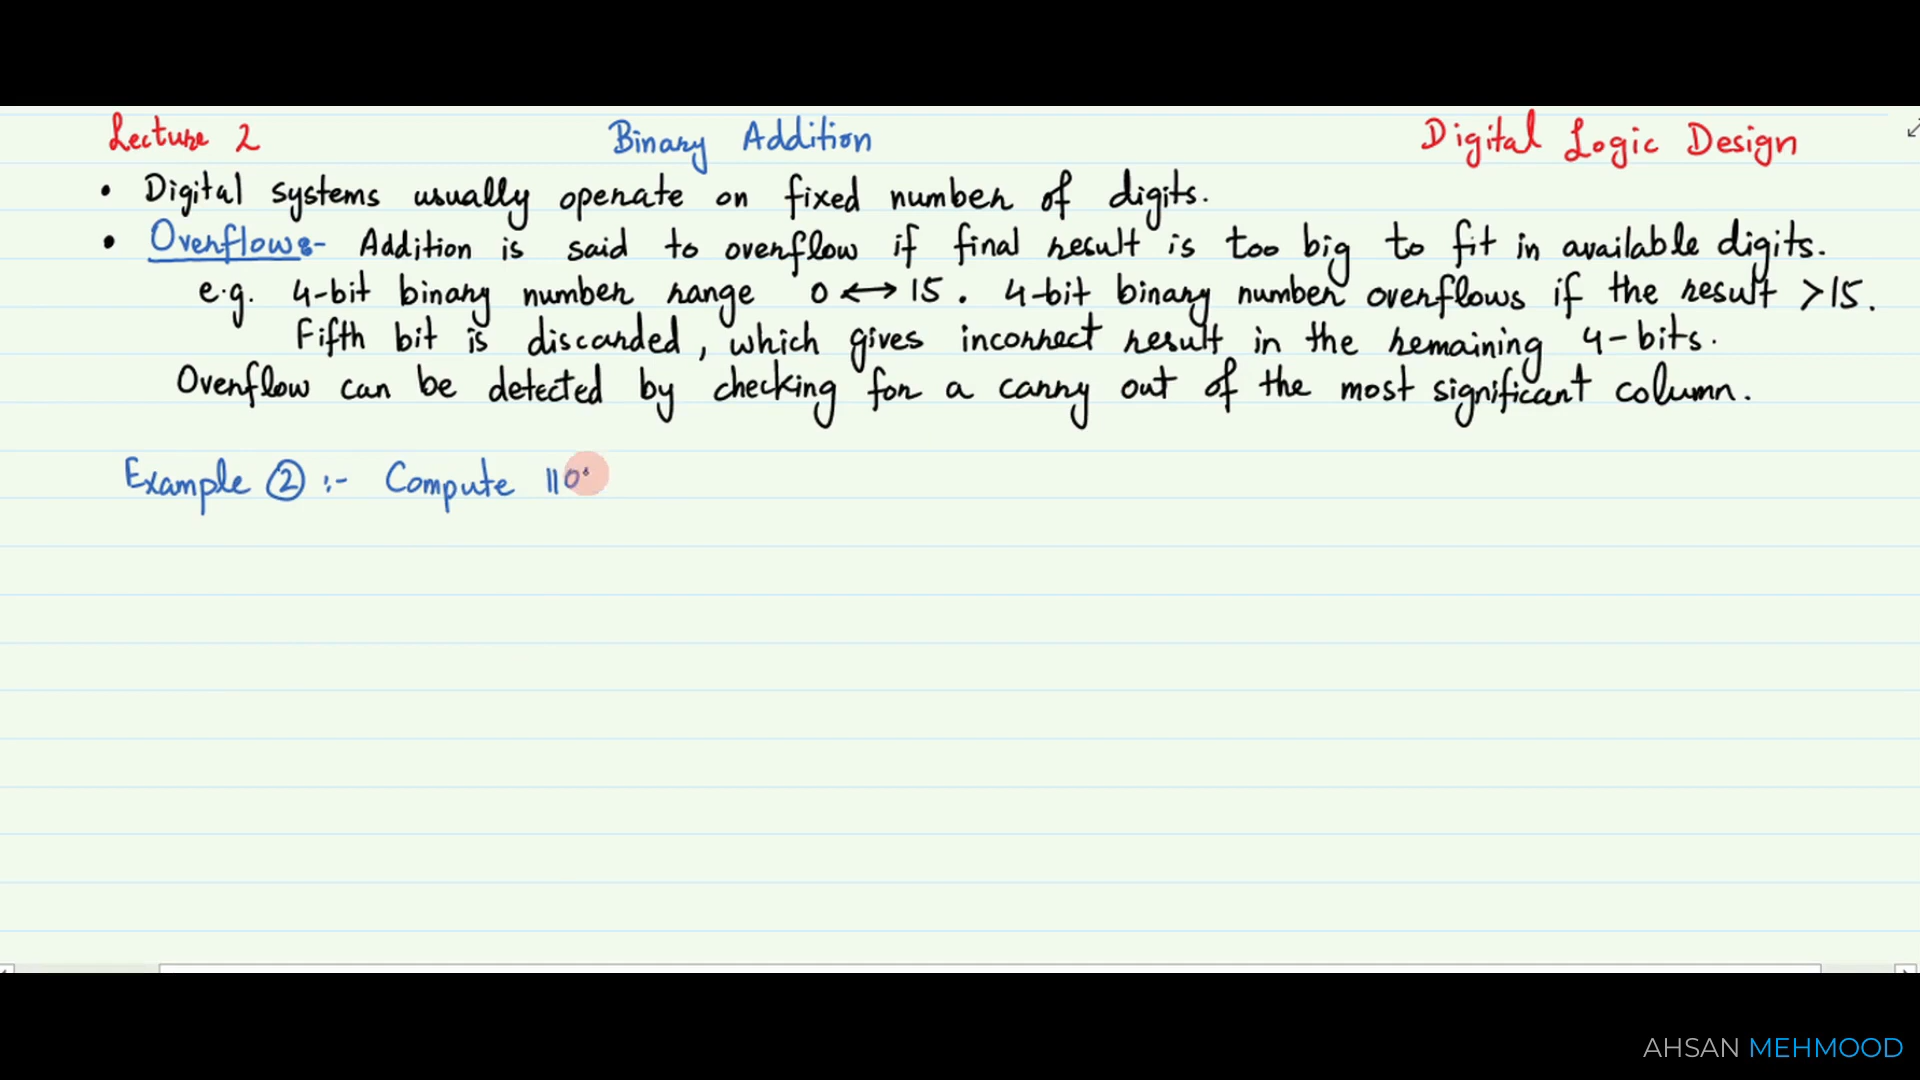 Lecture 2 Binary Addition Digital Logic Design
• Digital systems usually operate on fixed number of digits.
• Overflow:- Addition is said to overflow if final result is too big to fit in available digits.
e.g. 4-bit binary number range 0 ↔ 15. 4-bit binary number overflows if the result >15.
Fifth bit is discarded, which gives incorrect result in the remaining 4-bits.
Overflow can be detected by checking for a carry out of the most significant column.
Example ② :- Compute 110
AHSAN MEHMOOD